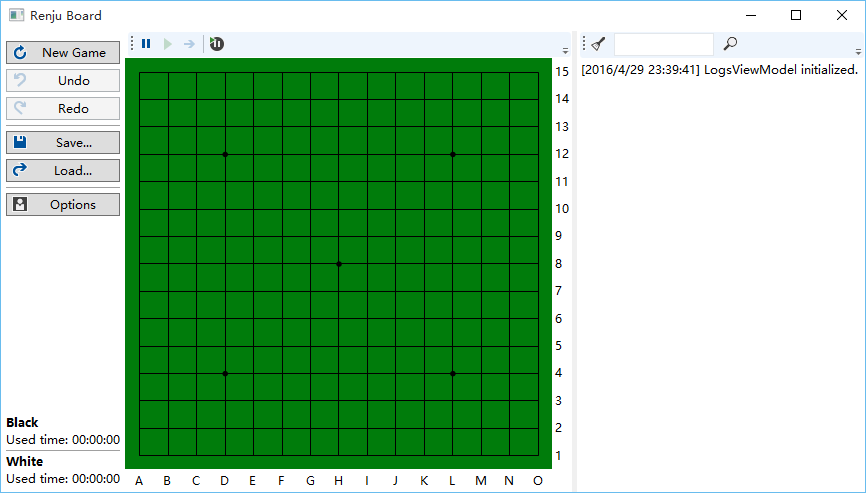 Renju Board
New Game
Undo
Redo
Save...
Load...
Options
Black
Used time: 00:00:00
White
Used time: 00:00:00
15
14
13
12
11
10
9
8
7
6
5
4
3
2
1
A B C D E F G H I J K L M N O
[2016/4/29 23:39:41] LogsViewModel initialized.